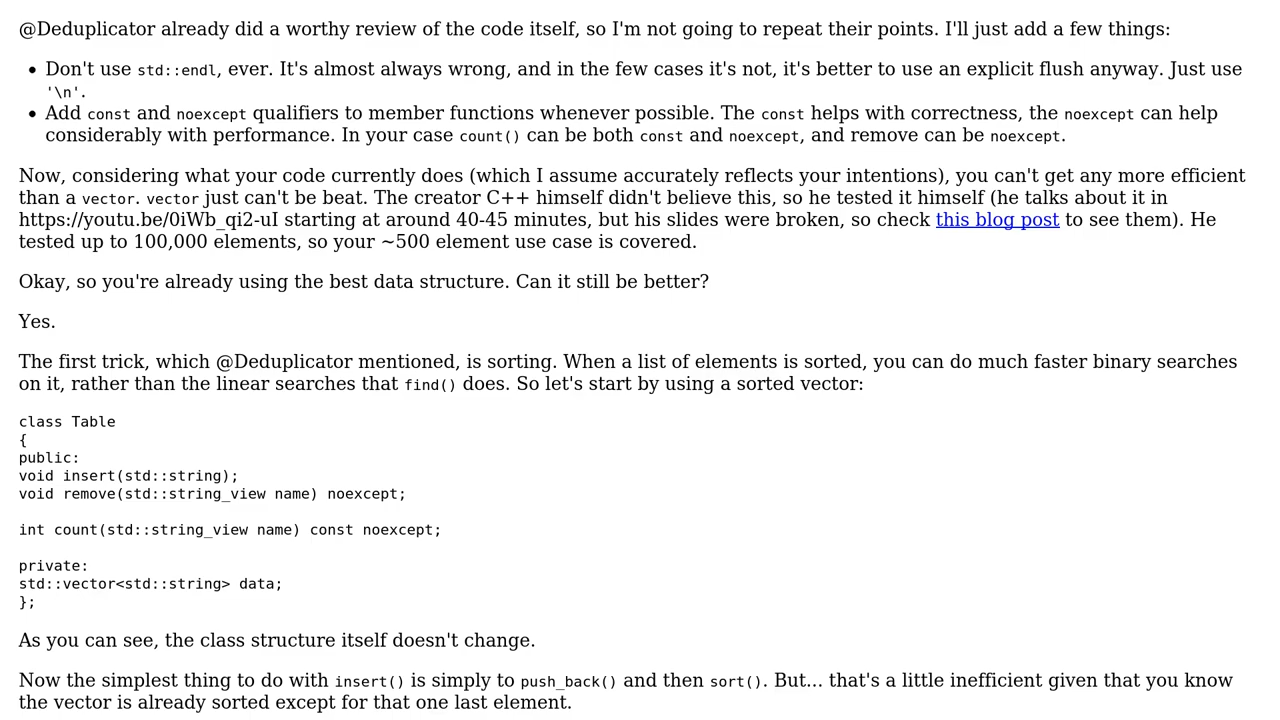 @Deduplicator already did a worthy review of the code itself, so I'm not going to repeat their points. I'll just add a few things:
• Don't use std::endl, ever. It's almost always wrong, and in the few cases it's not, it's better to use an explicit flush anyway. Just use
'\n'.
• Add const and noexcept qualifiers to member functions whenever possible. The const helps with correctness, the noexcept can help
considerably with performance. In your case count() can be both const and noexcept, and remove can be noexcept.
Now, considering what your code currently does (which I assume accurately reflects your intentions), you can't get any more efficient
than a vector. vector just can't be beat. The creator C++ himself didn't believe this, so he tested it himself (he talks about it in
https://youtu.be/0iWb_qi2-uI starting at around 40-45 minutes, but his slides were broken, so check this blog post to see them). He
tested up to 100,000 elements, so your ~500 element use case is covered.
Okay, so you're already using the best data structure. Can it still be better?
Yes.
The first trick, which @Deduplicator mentioned, is sorting. When a list of elements is sorted, you can do much faster binary searches
on it, rather than the linear searches that find() does. So let's start by using a sorted vector:
class Table
{
public:
void insert(std::string);
void remove(std::string_view name) noexcept;
int count(std::string_view name) const noexcept;
private:
std::vector<std::string> data;
};
As you can see, the class structure itself doesn't change.
Now the simplest thing to do with insert() is simply to push_back() and then sort(). But... that's a little inefficient given that you know
the vector is already sorted except for that one last element.